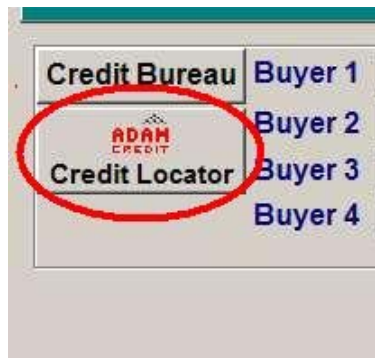 Credit Bureau Buyer 1
ADAM Buyer 2
CREDIT
Credit Locator Buyer 3
Buyer 4